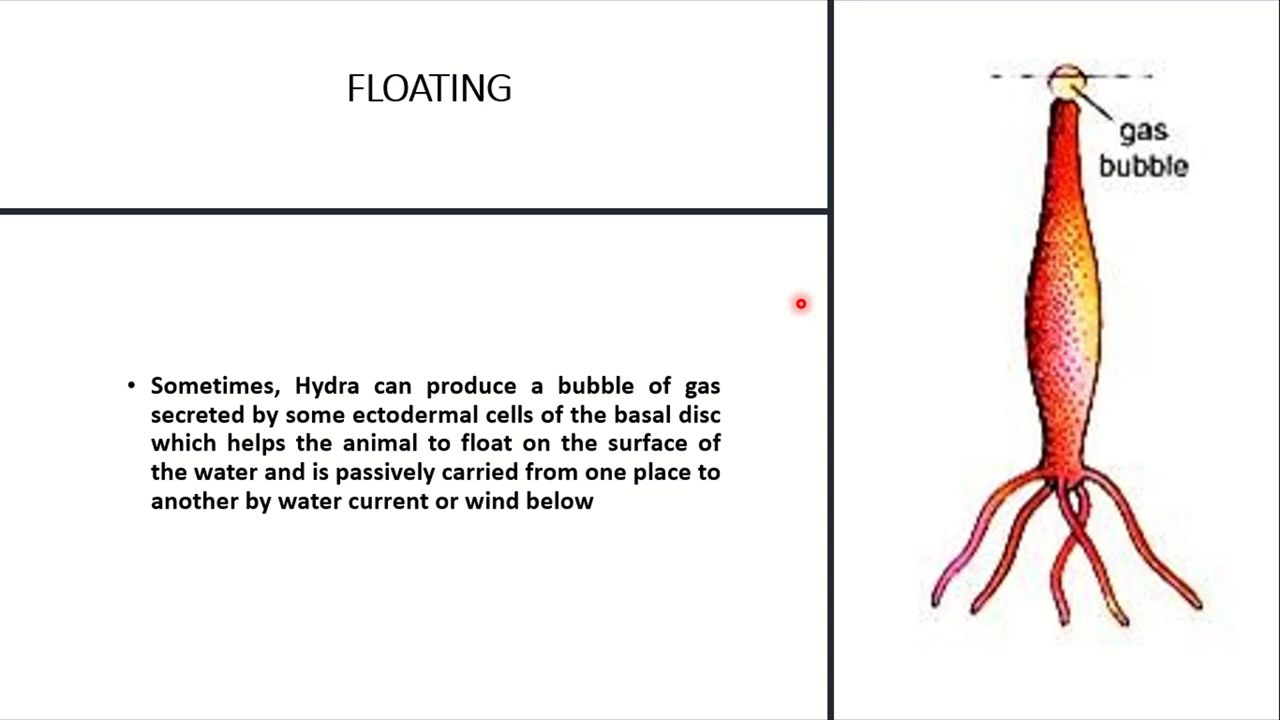 FLOATING
• Sometimes, Hydra can produce a bubble of gas
secreted by some ectodermal cells of the basal disc
which helps the animal to float on the surface of
the water and is passively carried from one place to
another by water current or wind below
gas
bubble